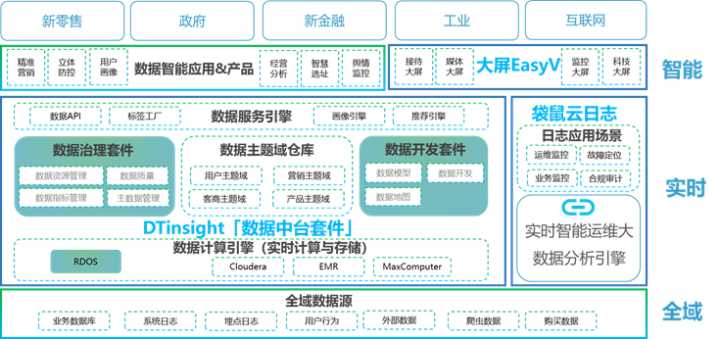 新零售
政府
新金融
工业
互联网
精准
营销
立体
防控
用户
画像
数据智能应用&产品
经营
分析
智慧
选址
舆情
监控
接待
大屏
媒体
大屏
大屏EasyV
监控
大屏
科技
大屏
智能
数据API
标签工厂
数据服务引擎
画像引擎
推荐引擎
数据治理套件
数据资源管理
数据质量
数据指标管理
主数据管理
数据主题域仓库
用户主题域
营销主题域
客商主题域
产品主题域
数据开发套件
数据模型
数据开发
数据地图
DTinsight「数据中台套件」
数据计算引擎（实时计算与存储）
RDOS
Cloudera
EMR
MaxComputer
袋鼠云日志
日志应用场景
运维监控
故障定位
业务监控
合规审计
实时智能运维大
数据分析引擎
实时
全域数据源
业务数据库
系统日志
埋点日志
用户行为
外部数据
爬虫数据
购买数据
全域